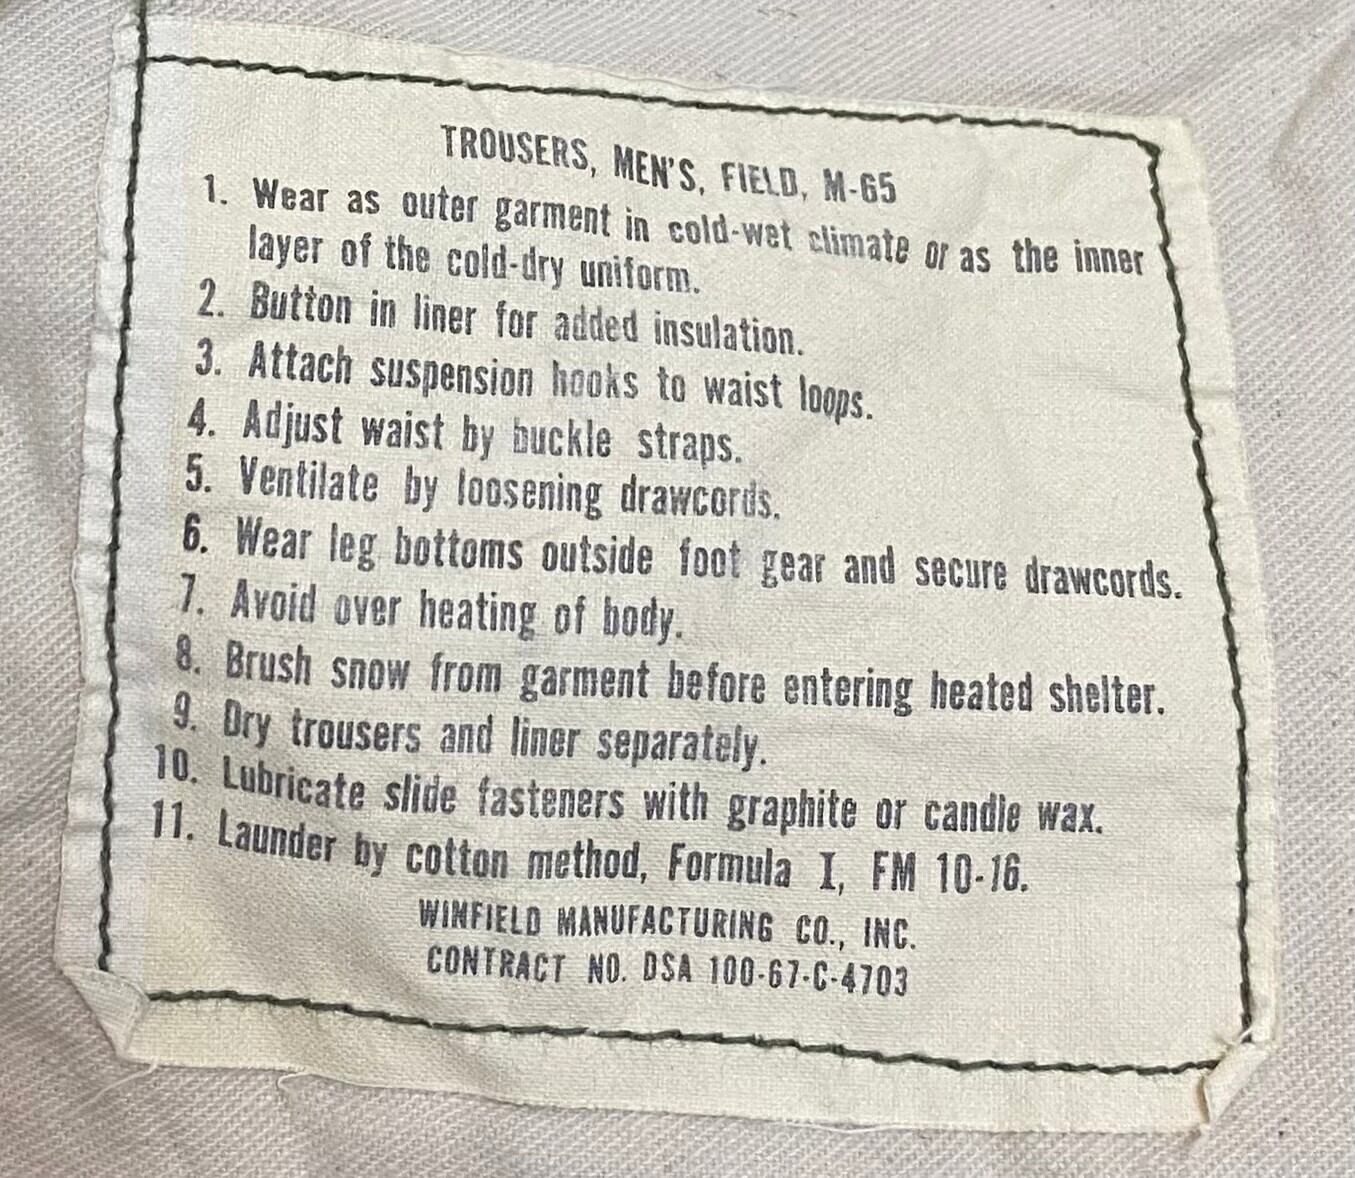 TROUSERS, MEN'S, FIELD, M-65
1. Wear as outer garment in cold-wet climate or as the inner
layer of the cold-dry uniform.
2. Button in liner for added insulation.
3. Attach suspension hooks to waist loops.
4. Adjust waist by buckle straps.
5. Ventilate by loosening drawcords.
6. Wear leg bottoms outside foot gear and secure drawcords.
7. Avoid over heating of body.
8. Brush snow from garment before entering heated shelter.
9. Dry trousers and liner separately.
10. Lubricate slide fasteners with graphite or candle wax.
11. Launder by cotton method, Formula I, FM 10-16.
WINFIELD MANUFACTURING CO., INC.
CONTRACT NO. DSA 100-67-C-4703